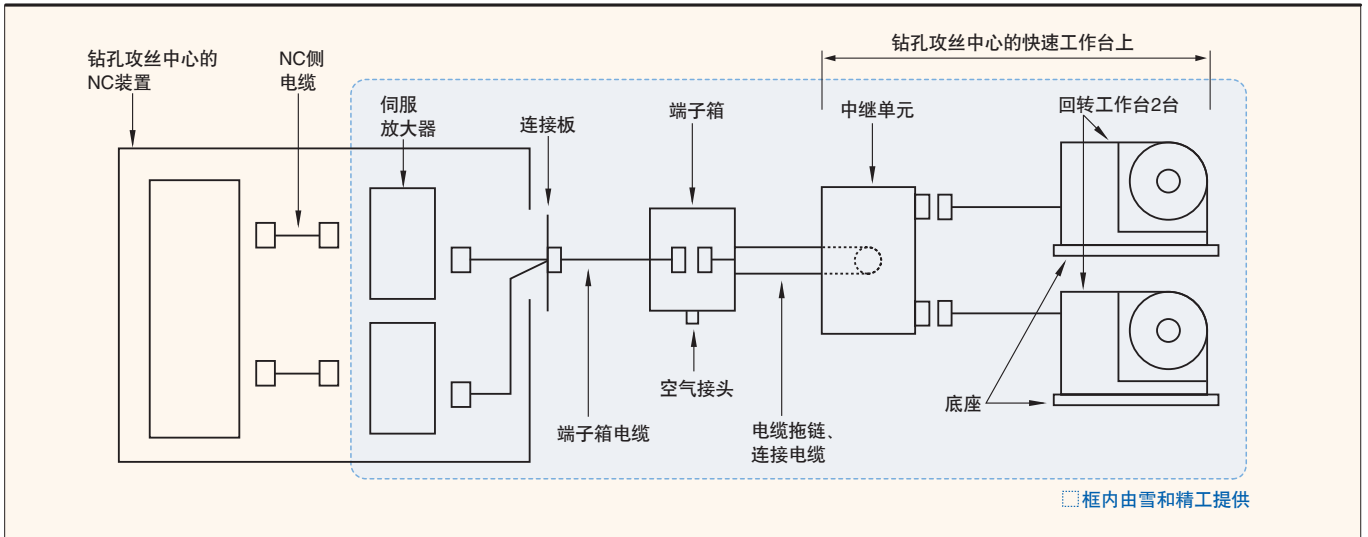 钻孔攻丝中心的快速工作台上
钻孔攻丝中心的
NC装置
NC侧
电缆
伺服
放大器
连接板
端子箱
中继单元
回转工作台2台
空气接头
端子箱电缆
电缆拖链、
连接电缆
底座
框内由雪和精工提供